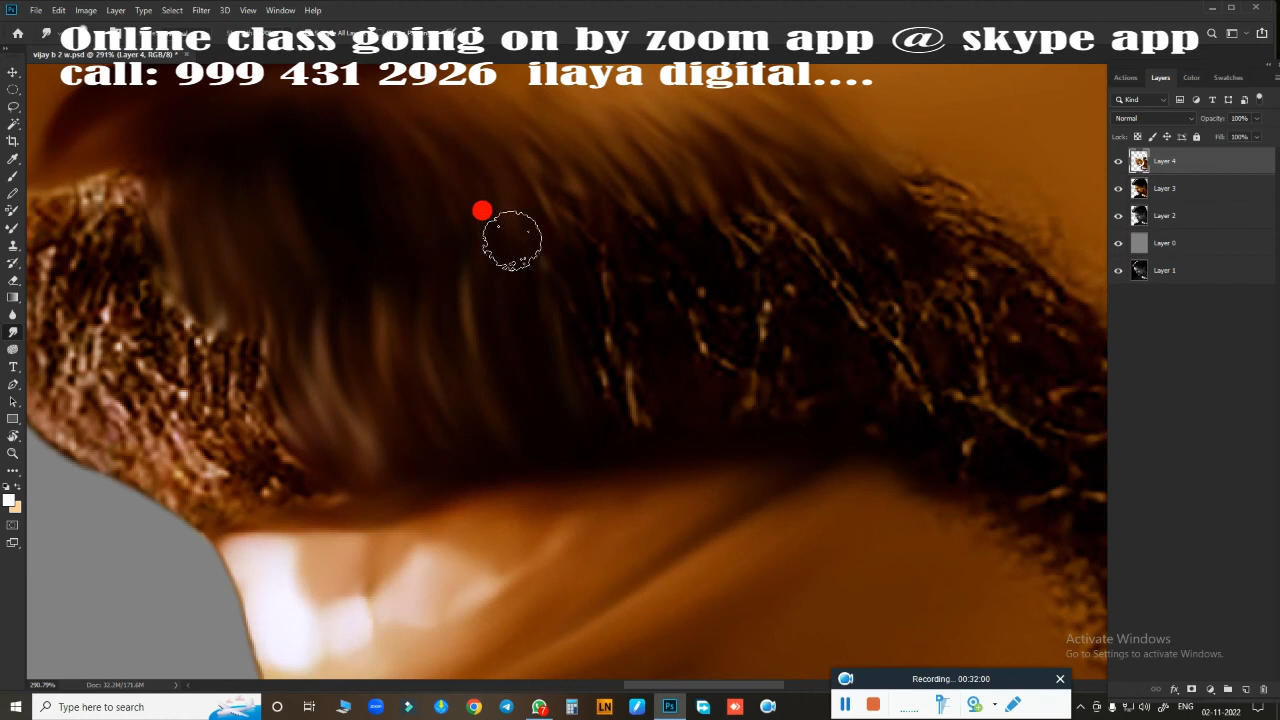 File Edit Image Layer Type Select Filter 3D View Window Help
Online class going on by zoom app @ skype app
vijay b 2 w.psd @ 291% (Layer 4, RGB/8) *
call: 999 431 2926 ilaya digital....
Actions Layers Color Swatches
Kind
Normal Opacity: 100%
Lock: Fill: 100%
Layer 4
Layer 3
Layer 2
Layer 0
Layer 1
Activate Windows
Go to Settings to activate Windows.
290.79% Doc: 32.2M/171.6M
Recording... 00:32:00
Type here to search
ENG
02-11-2022